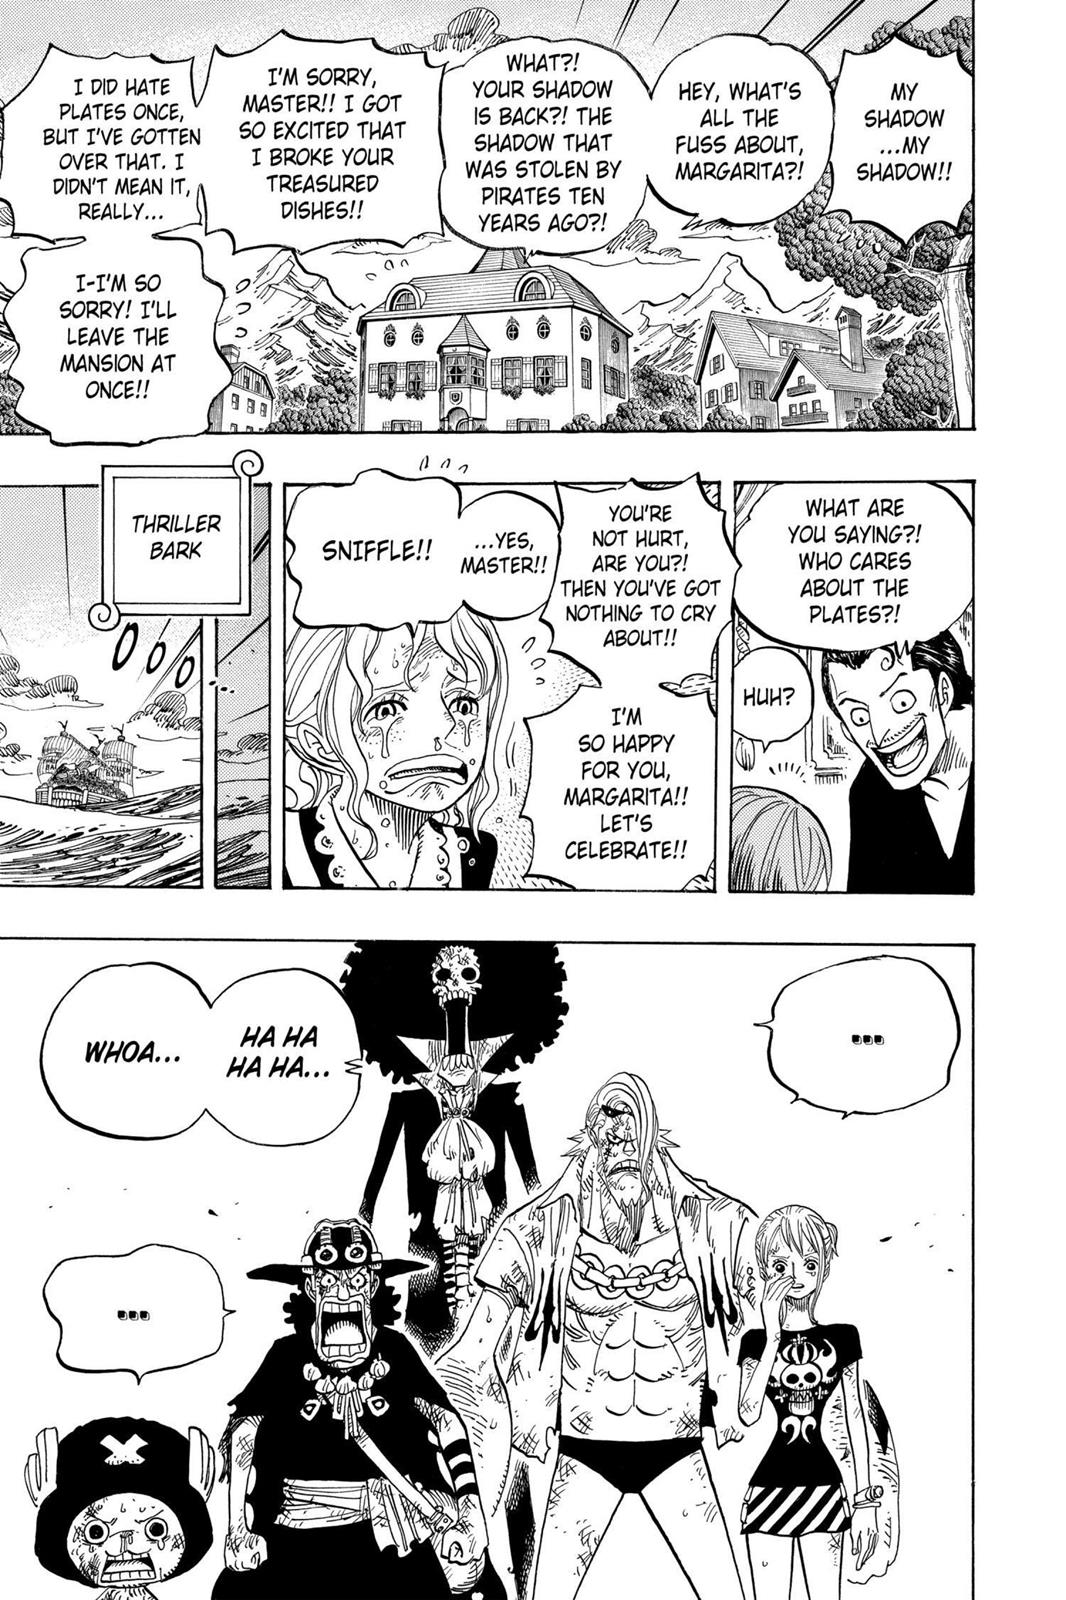 MY
SHADOW
...MY
SHADOW!!
HEY, WHAT'S
ALL THE
FUSS ABOUT,
MARGARITA?!
WHAT?!
YOUR SHADOW
IS BACK?! THE
SHADOW THAT
WAS STOLEN BY
PIRATES TEN
YEARS AGO?!
I'M SORRY,
MASTER!! I GOT
SO EXCITED THAT
I BROKE YOUR
TREASURED
DISHES!!
I DID HATE
PLATES ONCE,
BUT I'VE GOTTEN
OVER THAT. I
DIDN'T MEAN IT,
REALLY...
I-I'M SO
SORRY! I'LL
LEAVE THE
MANSION AT
ONCE!!
WHAT ARE
YOU SAYING?!
WHO CARES
ABOUT THE
PLATES?!
HUH?
YOU'RE
NOT HURT,
ARE YOU?!
THEN YOU'VE GOT
NOTHING TO CRY
ABOUT!!
I'M
SO HAPPY
FOR YOU,
MARGARITA!!
LET'S
CELEBRATE!!
...YES,
MASTER!!
SNIFFLE!!
THRILLER
BARK
...
HA HA
HA HA...
WHOA...
...